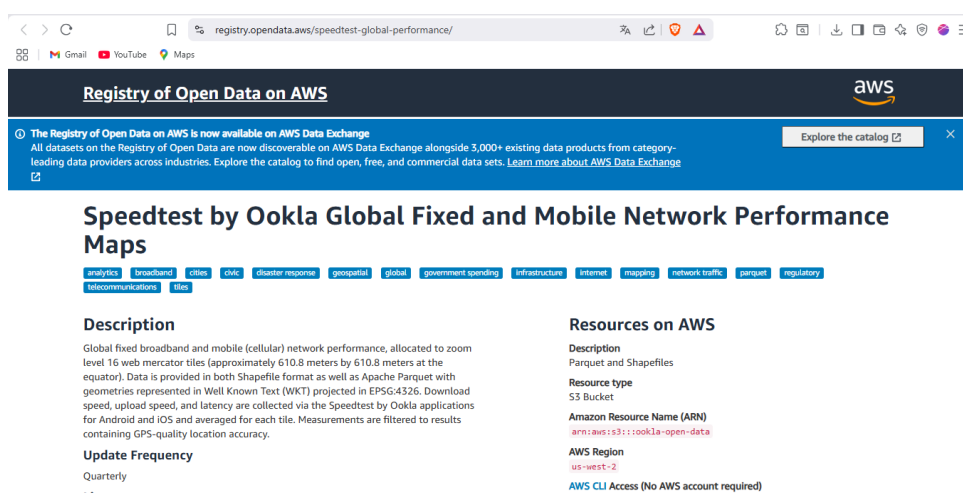 registry.opendata.aws/speedtest-global-performance/
Gmail YouTube Maps
Registry of Open Data on AWS
aws
The Registry of Open Data on AWS is now available on AWS Data Exchange
All datasets on the Registry of Open Data are now discoverable on AWS Data Exchange alongside 3,000+ existing data products from category-
leading data providers across industries. Explore the catalog to find open, free, and commercial data sets. Learn more about AWS Data Exchange
Explore the catalog
Speedtest by Ookla Global Fixed and Mobile Network Performance
Maps
analytics broadband cities civic disaster response geospatial global government spending infrastructure internet mapping network traffic parquet regulatory
telecommunications tiles
Description
Global fixed broadband and mobile (cellular) network performance, allocated to zoom
level 16 web mercator tiles (approximately 610.8 meters by 610.8 meters at the
equator). Data is provided in both Shapefile format as well as Apache Parquet with
geometries represented in Well Known Text (WKT) projected in EPSG:4326. Download
speed, upload speed, and latency are collected via the Speedtest by Ookla applications
for Android and iOS and averaged for each tile. Measurements are filtered to results
containing GPS-quality location accuracy.
Update Frequency
Quarterly
Resources on AWS
Description
Parquet and Shapefiles
Resource type
S3 Bucket
Amazon Resource Name (ARN)
arn:aws:s3:::ookla-open-data
AWS Region
us-west-2
AWS CLI Access (No AWS account required)